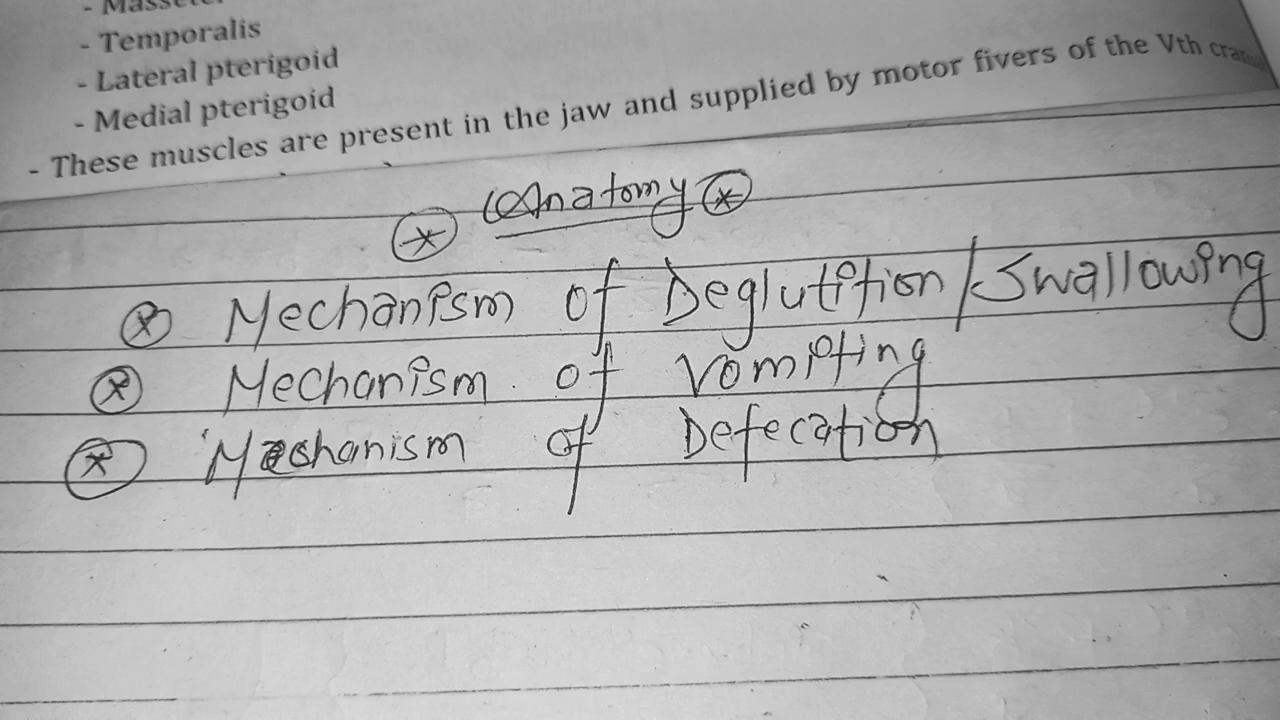 - Masseter
- Temporalis
- Lateral pterigoid
- Medial pterigoid
- These muscles are present in the jaw and supplied by motor fivers of the Vth
Anatomy
Mechanism of Deglutition/Swallowing
Mechanism of Vomiting
Mechanism of Defecation